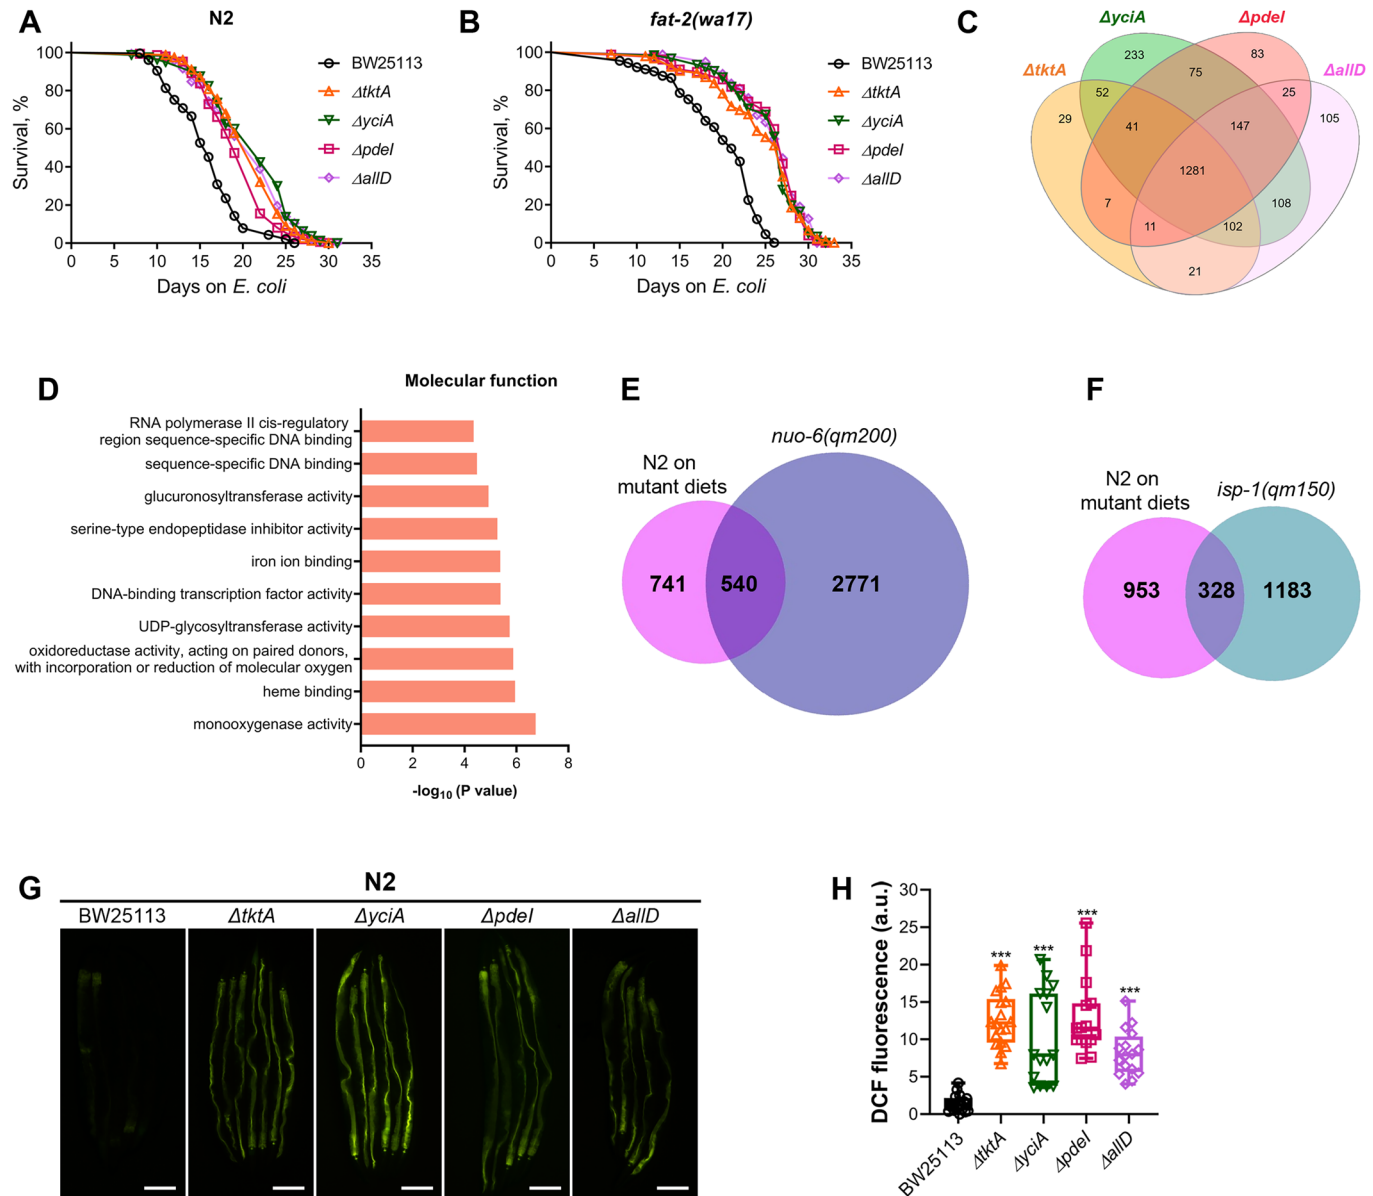 A
N2
Survival, %
100
80
60
40
20
0
0 5 10 15 20 25 30 35
Days on E. coli
BW25113
ΔtktA
ΔyciA
ΔpdeI
ΔallD
B
fat-2(wa17)
Survival, %
100
80
60
40
20
0
0 5 10 15 20 25 30 35
Days on E. coli
BW25113
ΔtktA
ΔyciA
ΔpdeI
ΔallD
C
ΔyciA ΔpdeI
ΔtktA ΔallD
233 83
75
52 25
29 41 147 105
1281
7 108
11 102
21
D
Molecular function
RNA polymerase II cis-regulatory
region sequence-specific DNA binding
sequence-specific DNA binding
glucuronosyltransferase activity
serine-type endopeptidase inhibitor activity
iron ion binding
DNA-binding transcription factor activity
UDP-glycosyltransferase activity
oxidoreductase activity, acting on paired donors,
with incorporation or reduction of molecular oxygen
heme binding
monooxygenase activity
0 2 4 6 8
-log10 (P value)
E
nuo-6(qm200)
N2 on
mutant diets
741 540 2771
F
N2 on
mutant diets
isp-1(qm150)
953 328 1183
G
N2
BW25113 ΔtktA ΔyciA ΔpdeI ΔallD
H
DCF fluorescence (a.u.)
30
25
20
15
10
5
0
*** *** *** ***
BW25113 ΔtktA ΔyciA ΔpdeI ΔallD